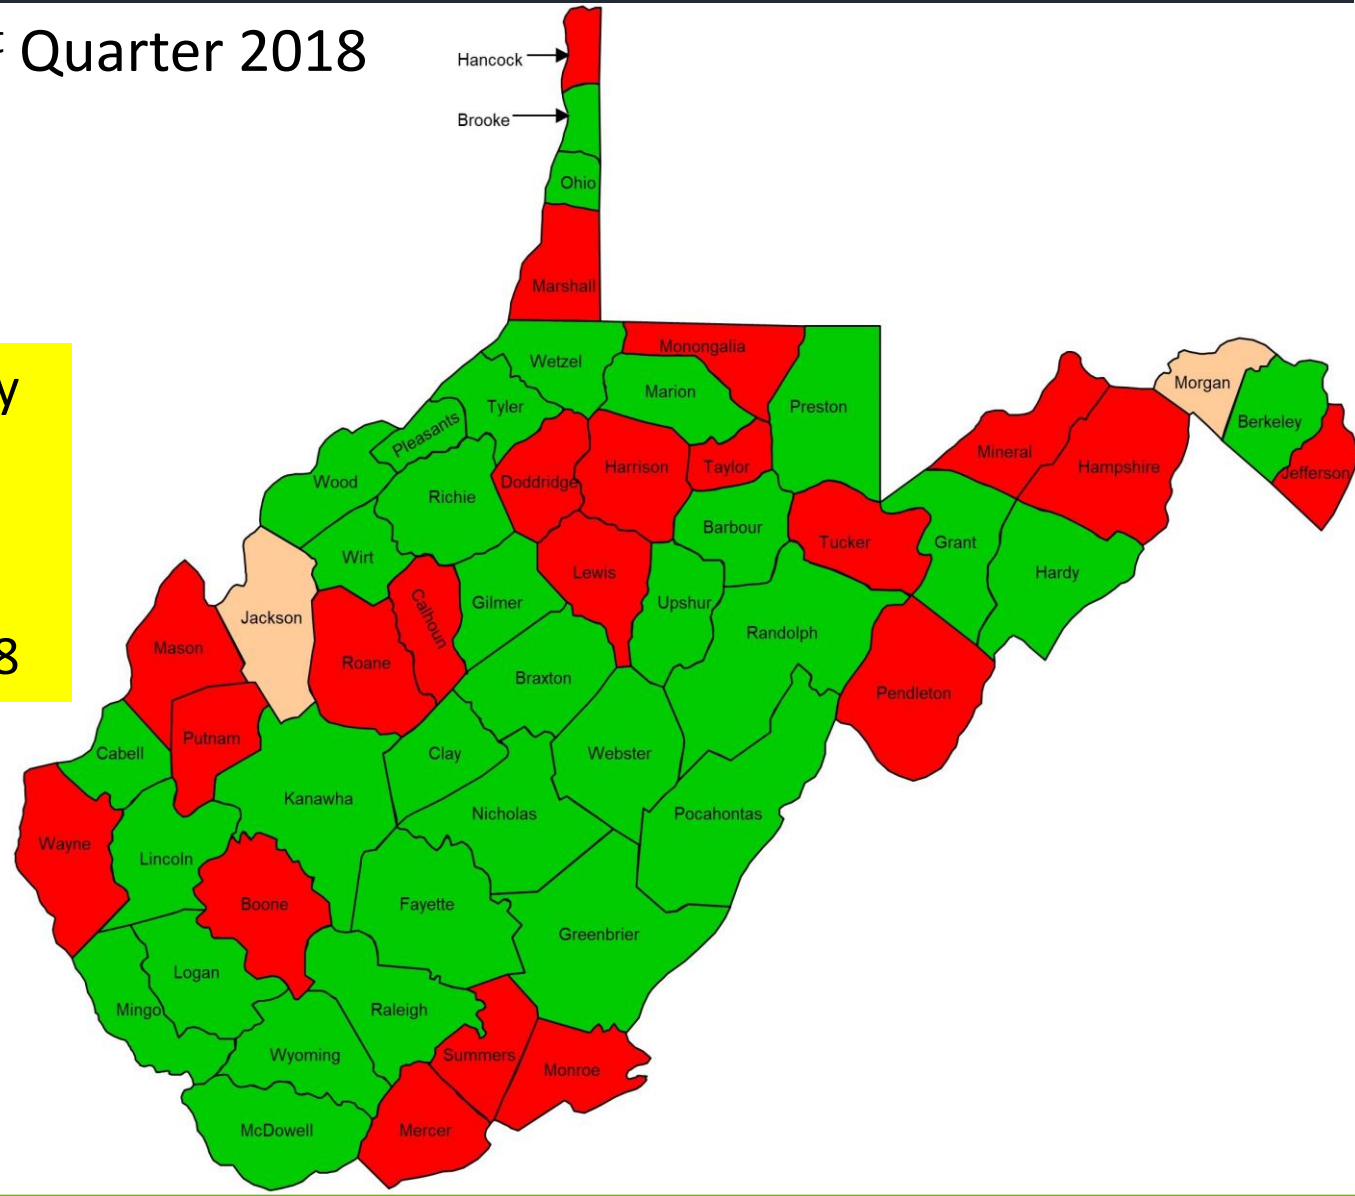 Quarter 2018
Hancock
Brooke
Ohio
Marshall
Wetzel
Monongalia
Marion
Tyler
Preston
Pleasants
Morgan
Berkeley
Jefferson
Mineral
Hampshire
Wood
Richie
Doddridge
Harrison
Taylor
Barbour
Tucker
Grant
Hardy
Wirt
Lewis
Gilmer
Upshur
Calhoun
Jackson
Randolph
Mason
Roane
Braxton
Pendleton
Putnam
Cabell
Clay
Webster
Kanawha
Nicholas
Pocahontas
Wayne
Lincoln
Boone
Fayette
Greenbrier
Logan
Mingo
Raleigh
Wyoming
Summers
Monroe
McDowell
Mercer
y
8